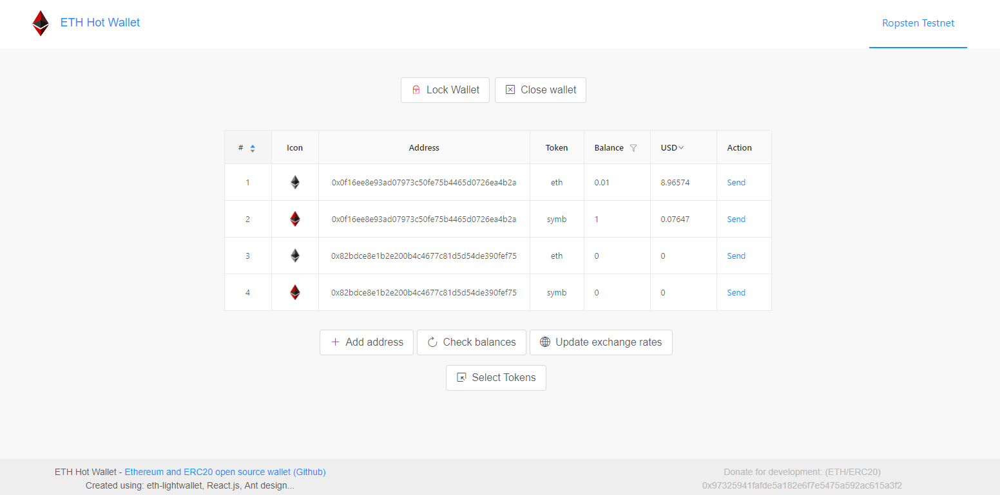 ETH Hot Wallet
Ropsten Testnet
Lock Wallet
Close wallet
# Icon Address Token Balance USD Action
1 0x0f16ee8e93ad07973c50fe75b4465d0726ea4b2a eth 0.01 8.96574 Send
2 0x0f16ee8e93ad07973c50fe75b4465d0726ea4b2a symb 1 0.07647 Send
3 0x82bdce8e1b2e200b4c4677c81d5d54de390fef75 eth 0 0 Send
4 0x82bdce8e1b2e200b4c4677c81d5d54de390fef75 symb 0 0 Send
Add address
Check balances
Update exchange rates
Select Tokens
ETH Hot Wallet - Ethereum and ERC20 open source wallet (Github)
Created using: eth-lightwallet, React.js, Ant design...
Donate for development: (ETH/ERC20)
0x97325941fafde5a182e6f7e5475a592ac615a3f2